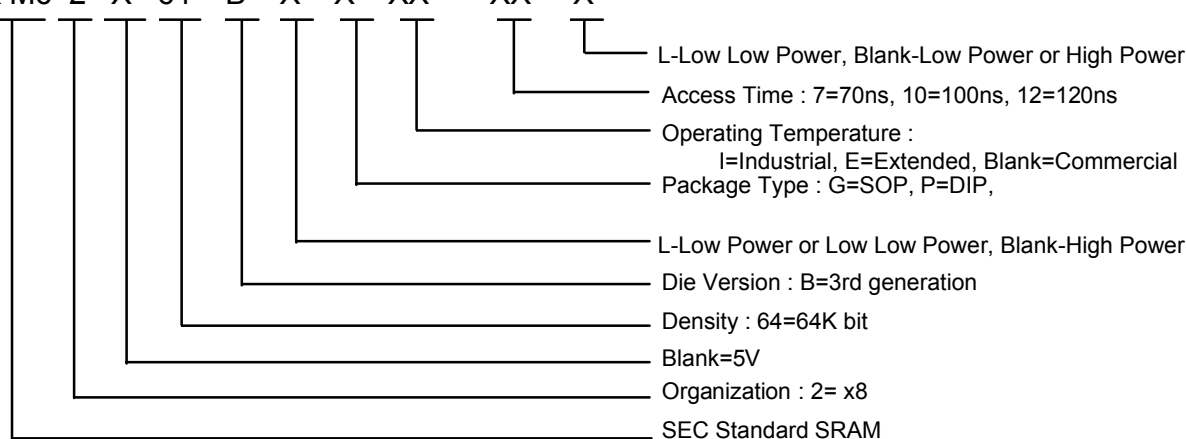 L-Low Low Power, Blank-Low Power or High Power
Access Time : 7=70ns, 10=100ns, 12=120ns
Operating Temperature :
I=Industrial, E=Extended, Blank=Commercial
Package Type : G=SOP, P=DIP,
L-Low Power or Low Low Power, Blank-High Power
Die Version : B=3rd generation
Density : 64=64K bit
Blank=5V
Organization : 2= x8
SEC Standard SRAM